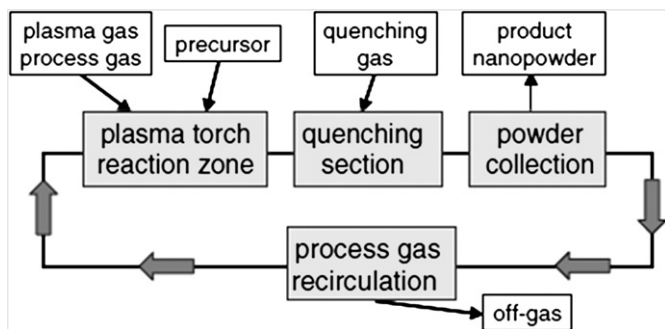 plasma gas
process gas
precursor
quenching
gas
product
nanopowder
plasma torch
reaction zone
quenching
section
powder
collection
process gas
recirculation
off-gas